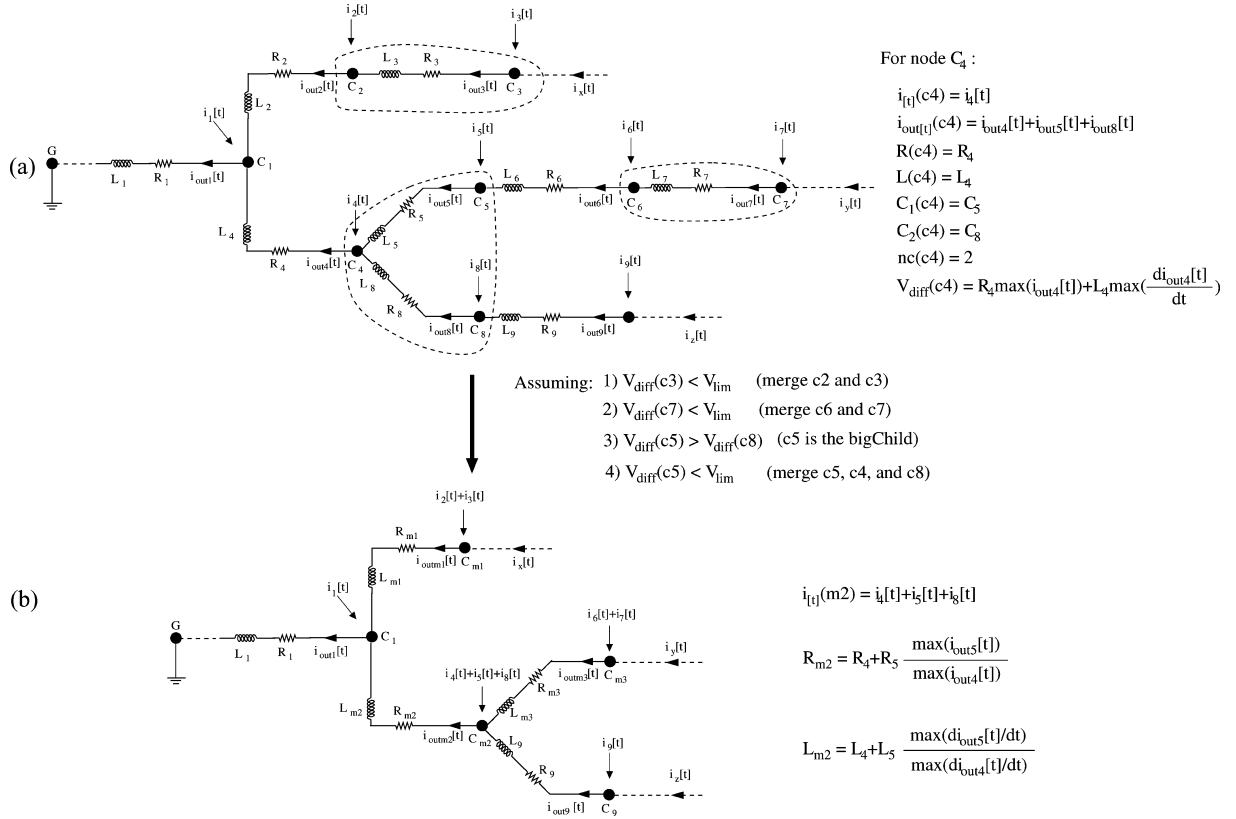 (a)
i2[t]
i3[t]
R2
L3
R3
iout2[t]
C2
iout3[t]
C3
ix[t]
L2
i1[t]
G
L1
R1
iout1[t]
C1
i5[t]
i6[t]
i7[t]
L6
R6
L7
R7
iout5[t]
C5
iout6[t]
C6
iout7[t]
C7
iy[t]
i4[t]
R5
L5
L4
R4
iout4[t]
C4
L8
R8
i8[t]
i9[t]
iout8[t]
C8
L9
R9
iout9[t]
iz[t]
For node C4 :
i[t](c4) = i4[t]
iout[t](c4) = iout4[t]+iout5[t]+iout8[t]
R(c4) = R4
L(c4) = L4
C1(c4) = C5
C2(c4) = C8
nc(c4) = 2
Vdiff(c4) = R4max(iout4[t])+L4max(diout4[t]/dt)
Assuming: 1) Vdiff(c3) < Vlim (merge c2 and c3)
2) Vdiff(c7) < Vlim (merge c6 and c7)
3) Vdiff(c5) > Vdiff(c8) (c5 is the bigChild)
4) Vdiff(c5) < Vlim (merge c5, c4, and c8)
(b)
i2[t]+i3[t]
Rm1
ioutm1[t]
Cm1
ix[t]
Lm1
i1[t]
G
L1
R1
iout1[t]
C1
i6[t]+i7[t]
iy[t]
i4[t]+i5[t]+i8[t]
Rm3
ioutm3[t]
Cm3
Lm3
Lm2
Rm2
ioutm2[t]
Cm2
L9
R9
i9[t]
iz[t]
iout9 [t]
C9
i[t](m2) = i4[t]+i5[t]+i8[t]
Rm2 = R4+R5 max(iout5[t]) / max(iout4[t])
Lm2 = L4+L5 max(diout5[t]/dt) / max(diout4[t]/dt)